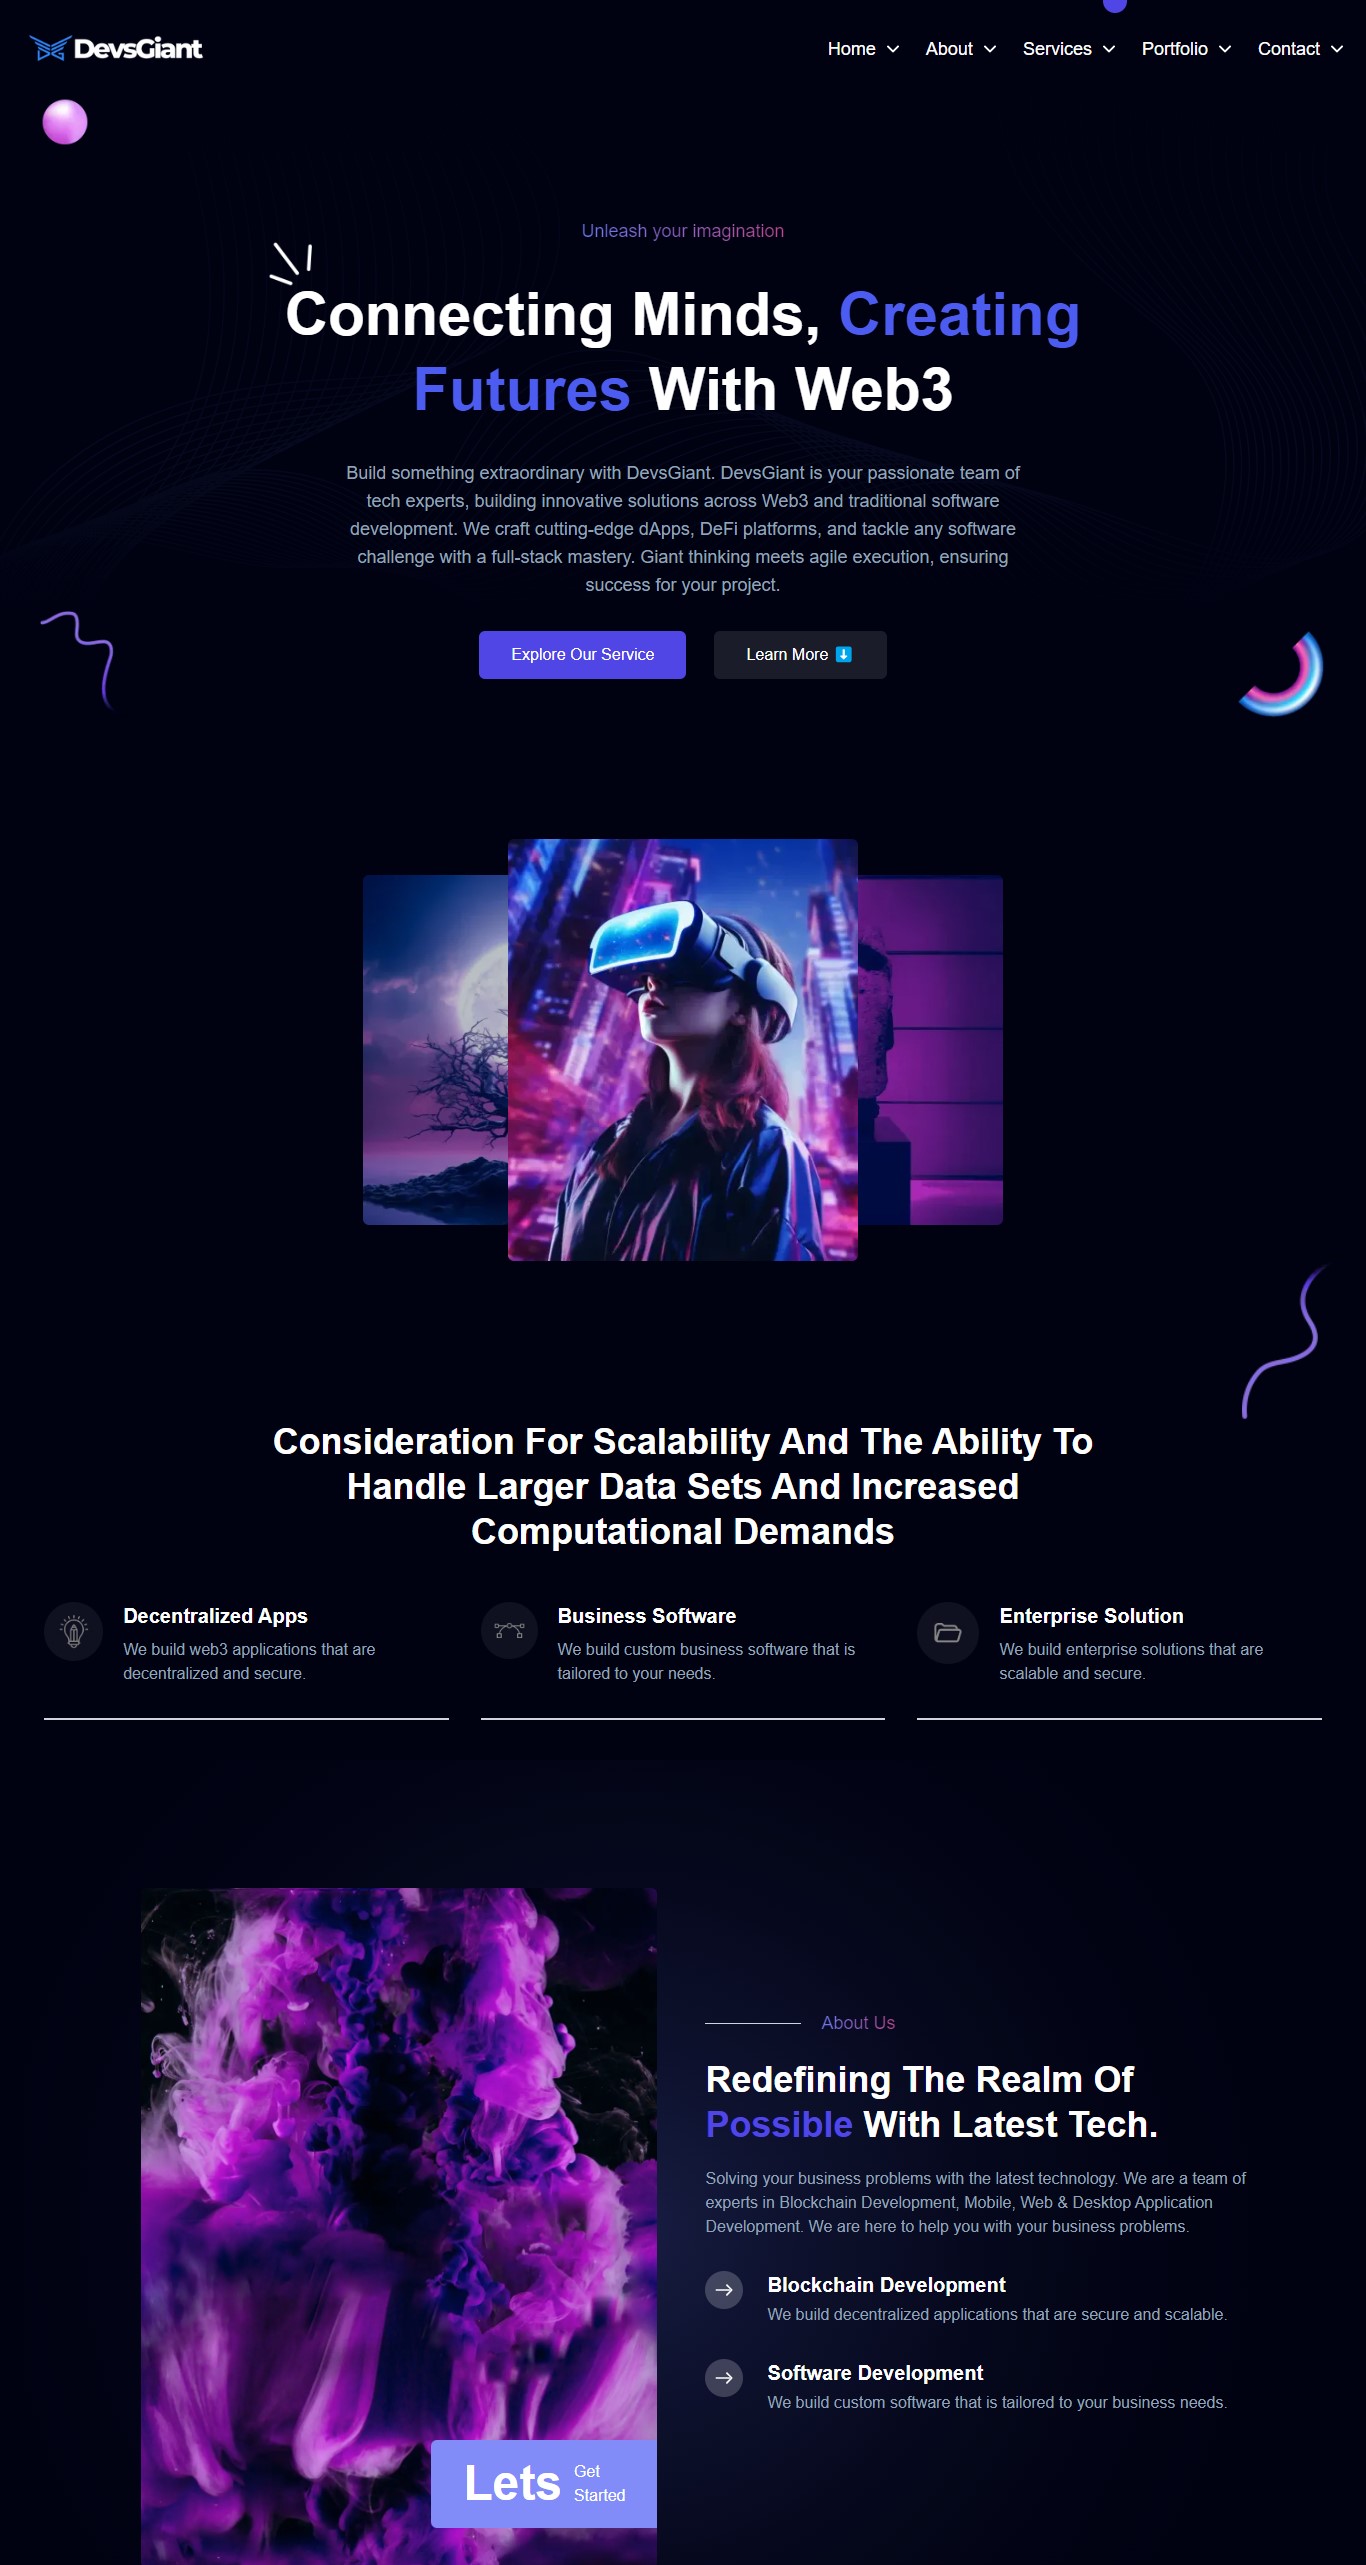 DevsGiant
Home
About
Services
Portfolio
Contact
Unleash your imagination
Connecting Minds, Creating
Futures With Web3
Build something extraordinary with DevsGiant. DevsGiant is your passionate team of
tech experts, building innovative solutions across Web3 and traditional software
development. We craft cutting-edge dApps, DeFi platforms, and tackle any software
challenge with a full-stack mastery. Giant thinking meets agile execution, ensuring
success for your project.
Explore Our Service
Learn More ⬇️
Consideration For Scalability And The Ability To
Handle Larger Data Sets And Increased
Computational Demands
Decentralized Apps
We build web3 applications that are
decentralized and secure.
Business Software
We build custom business software that is
tailored to your needs.
Enterprise Solution
We build enterprise solutions that are
scalable and secure.
About Us
Redefining The Realm Of
Possible With Latest Tech.
Solving your business problems with the latest technology. We are a team of
experts in Blockchain Development, Mobile, Web & Desktop Application
Development. We are here to help you with your business problems.
Blockchain Development
We build decentralized applications that are secure and scalable.
Software Development
We build custom software that is tailored to your business needs.
Lets
Get
Started